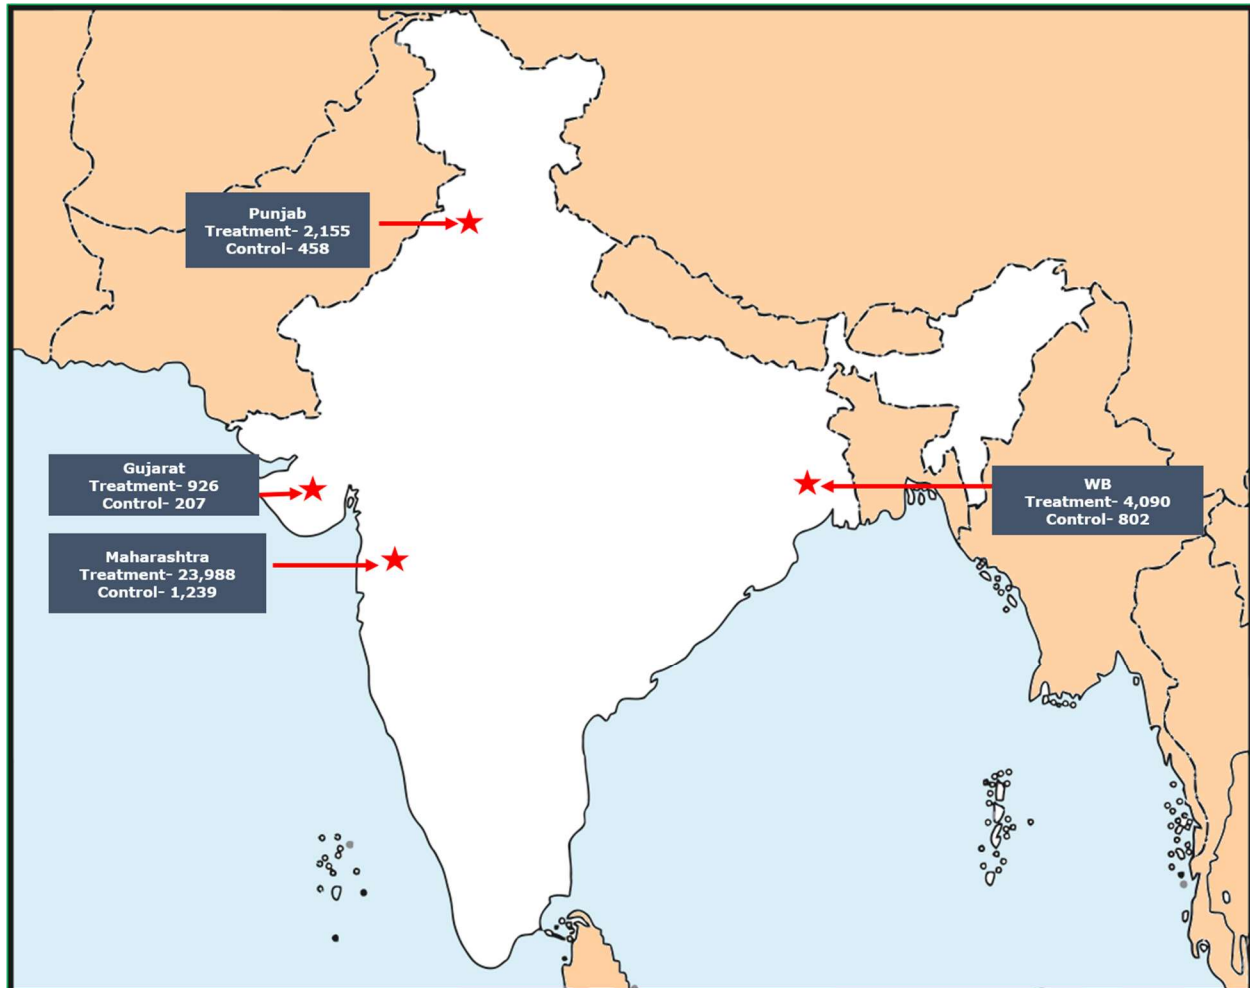 Punjab
Treatment- 2,155
Control- 458
Gujarat
Treatment- 926
Control- 207
WB
Treatment- 4,090
Control- 802
Maharashtra
Treatment- 23,988
Control- 1,239